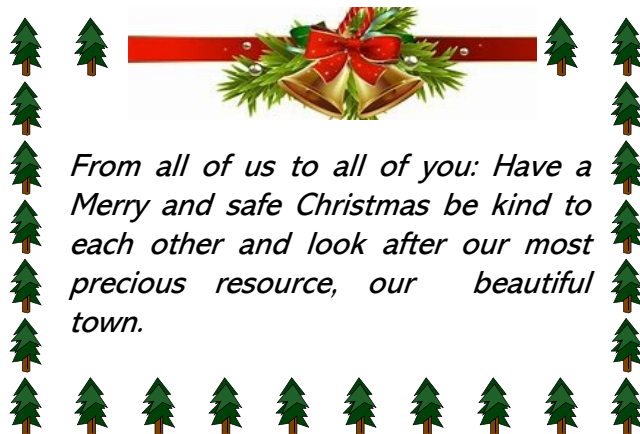 From all of us to all of you: Have a
Merry and safe Christmas be kind to
each other and look after our most
precious resource, our beautiful
town.